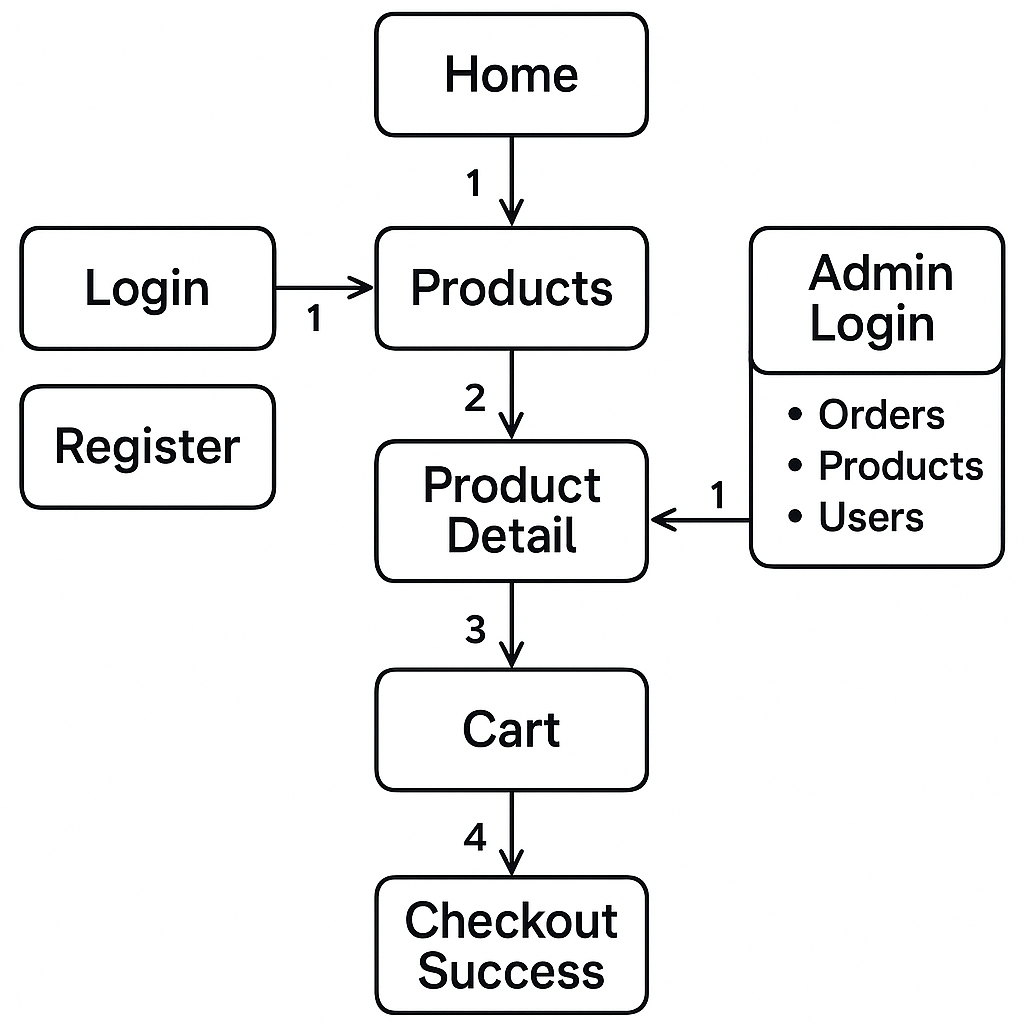 Home
1
Login
1
Products
Admin
Login
Register
2
• Orders
• Products
• Users
Product
Detail
1
3
Cart
4
Checkout
Success